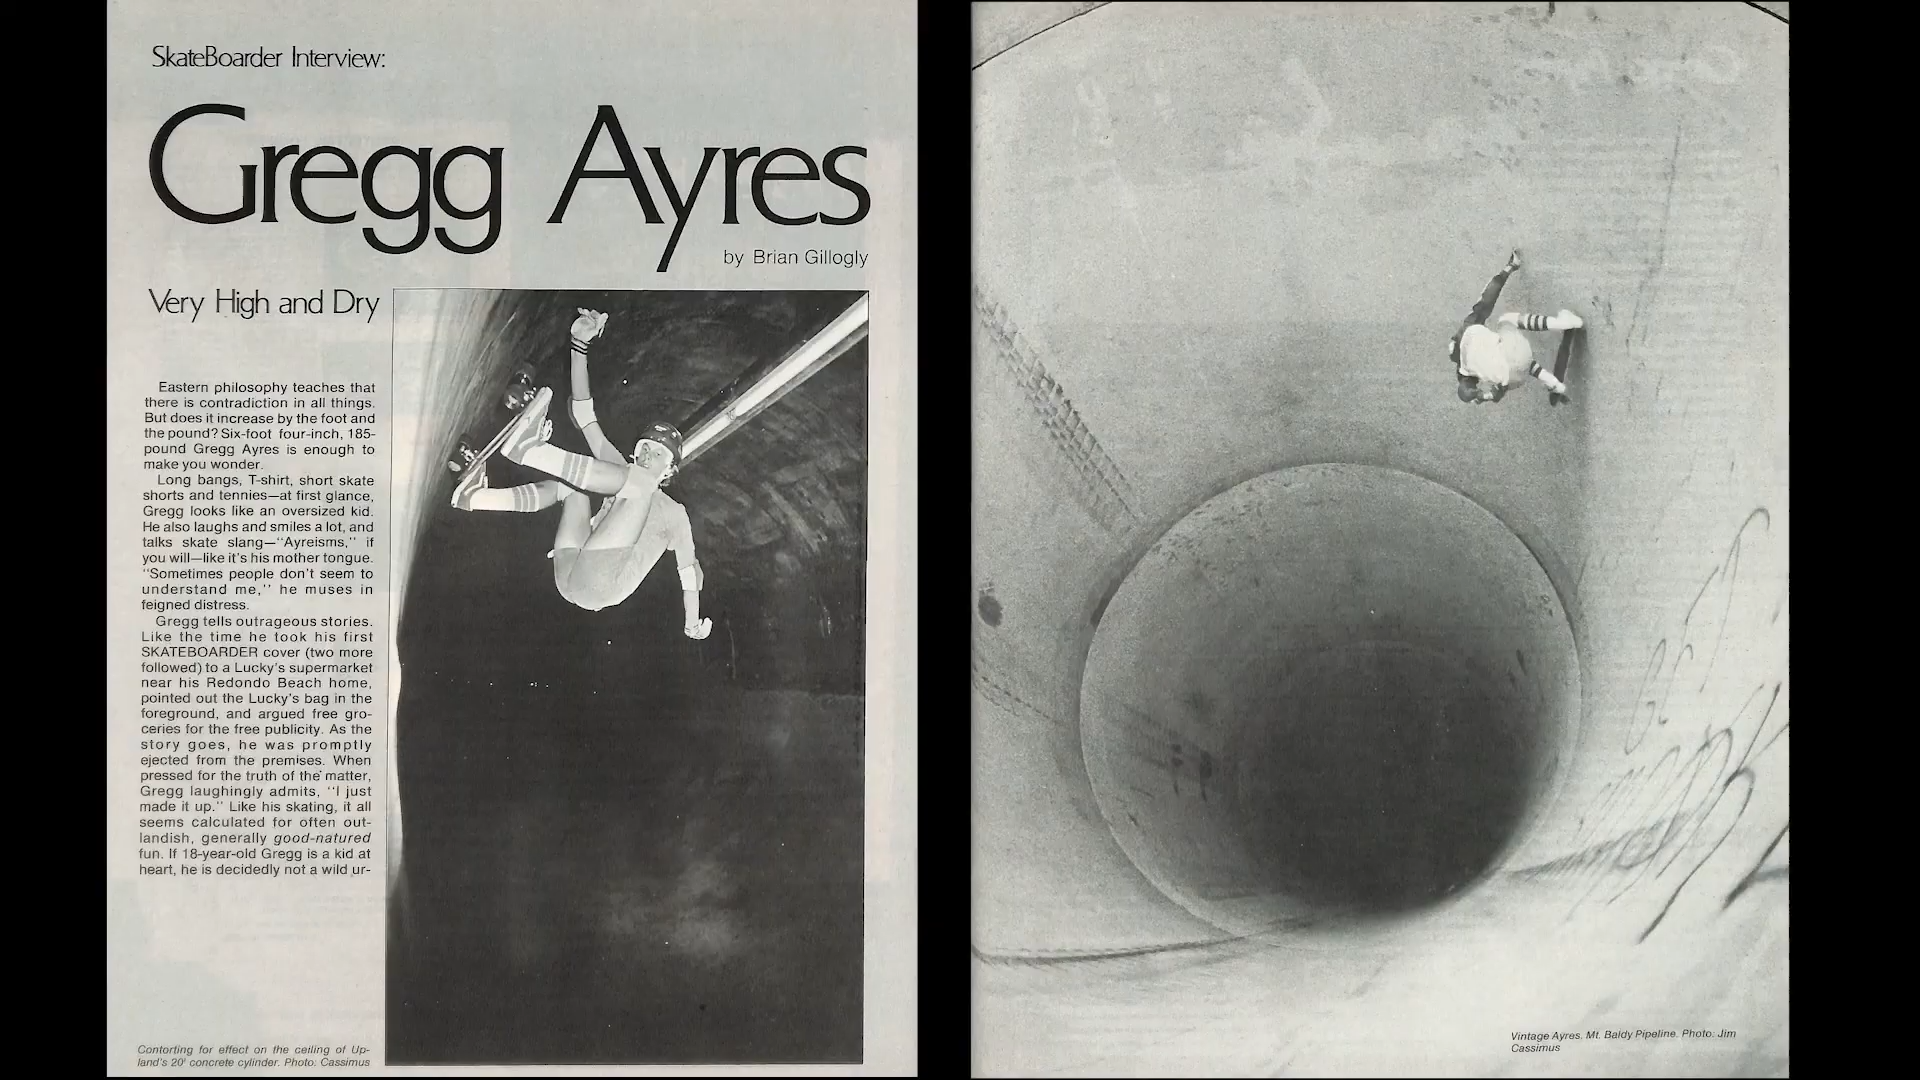 SkateBoarder Interview:
Gregg Ayres
by Brian Gillogly
Very High and Dry
Eastern philosophy teaches that
there is contradiction in all things.
But does it increase by the foot and
the pound? Six-foot four-inch, 185-
pound Gregg Ayres is enough to
make you wonder.
Long bangs, T-shirt, short skate
shorts and tennies—at first glance,
Gregg looks like an oversized kid.
He also laughs and smiles a lot, and
talks skate slang—"Ayreisms," if
you will—like it's his mother tongue.
"Sometimes people don't seem to
understand me," he muses in
feigned distress.
Gregg tells outrageous stories.
Like the time he took his first
SKATEBOARDER cover (two more
followed) to a Lucky's supermarket
near his Redondo Beach home,
pointed out the Lucky's bag in the
foreground, and argued free gro-
ceries for the free publicity. As the
story goes, he was promptly
ejected from the premises. When
pressed for the truth of the matter,
Gregg laughingly admits, "I just
made it up." Like his skating, it all
seems calculated for often out-
landish, generally good-natured
fun. If 18-year-old Gregg is a kid at
heart, he is decidedly not a wild ur-
Contorting for effect on the ceiling of Up-
land's 20' concrete cylinder. Photo: Cassimus
Vintage Ayres. Mt. Baldy Pipeline. Photo: Jim
Cassimus